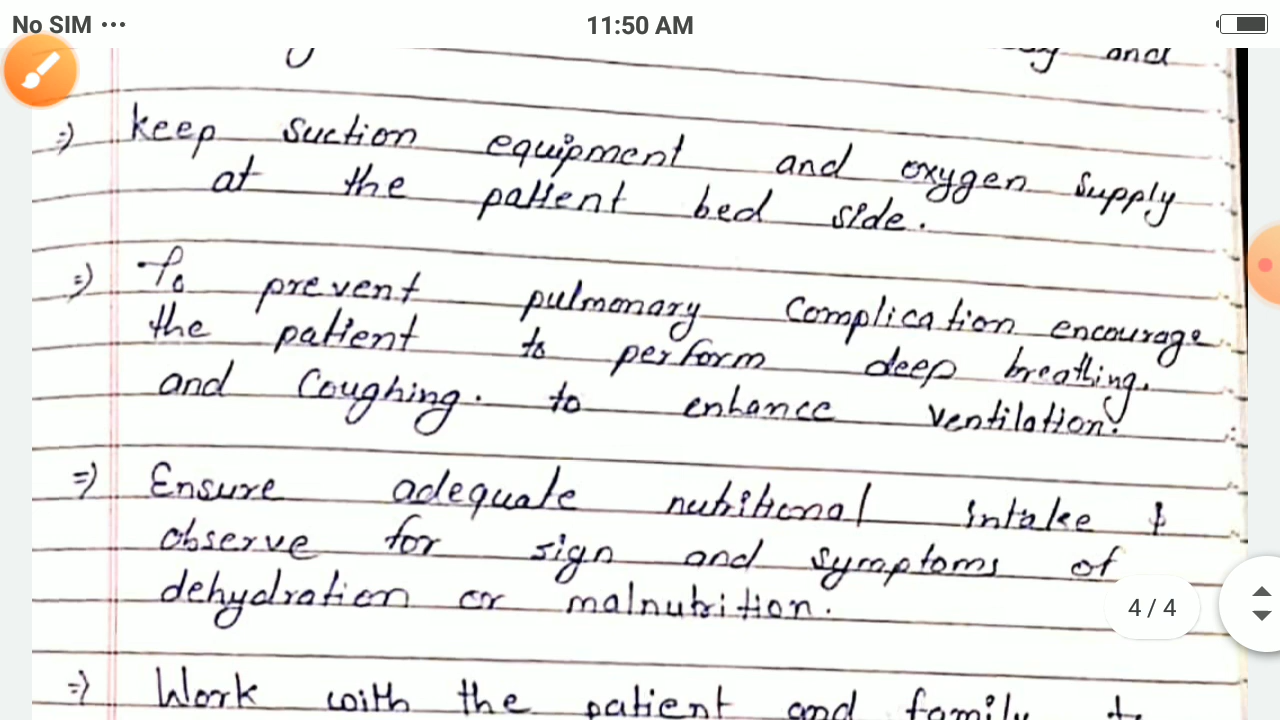 No SIM ...
11:50 AM
and
=) keep suction equipment and oxygen supply
at the patient bed side.
=) To prevent pulmonary Complication encourage
the patient to perform deep breathing.
and Coughing. to enhance ventilation.
=) Ensure adequate nutritional intake &
observe for sign and symptoms of
dehydration or malnutrition.
4 / 4
=) Work with the patient and family to